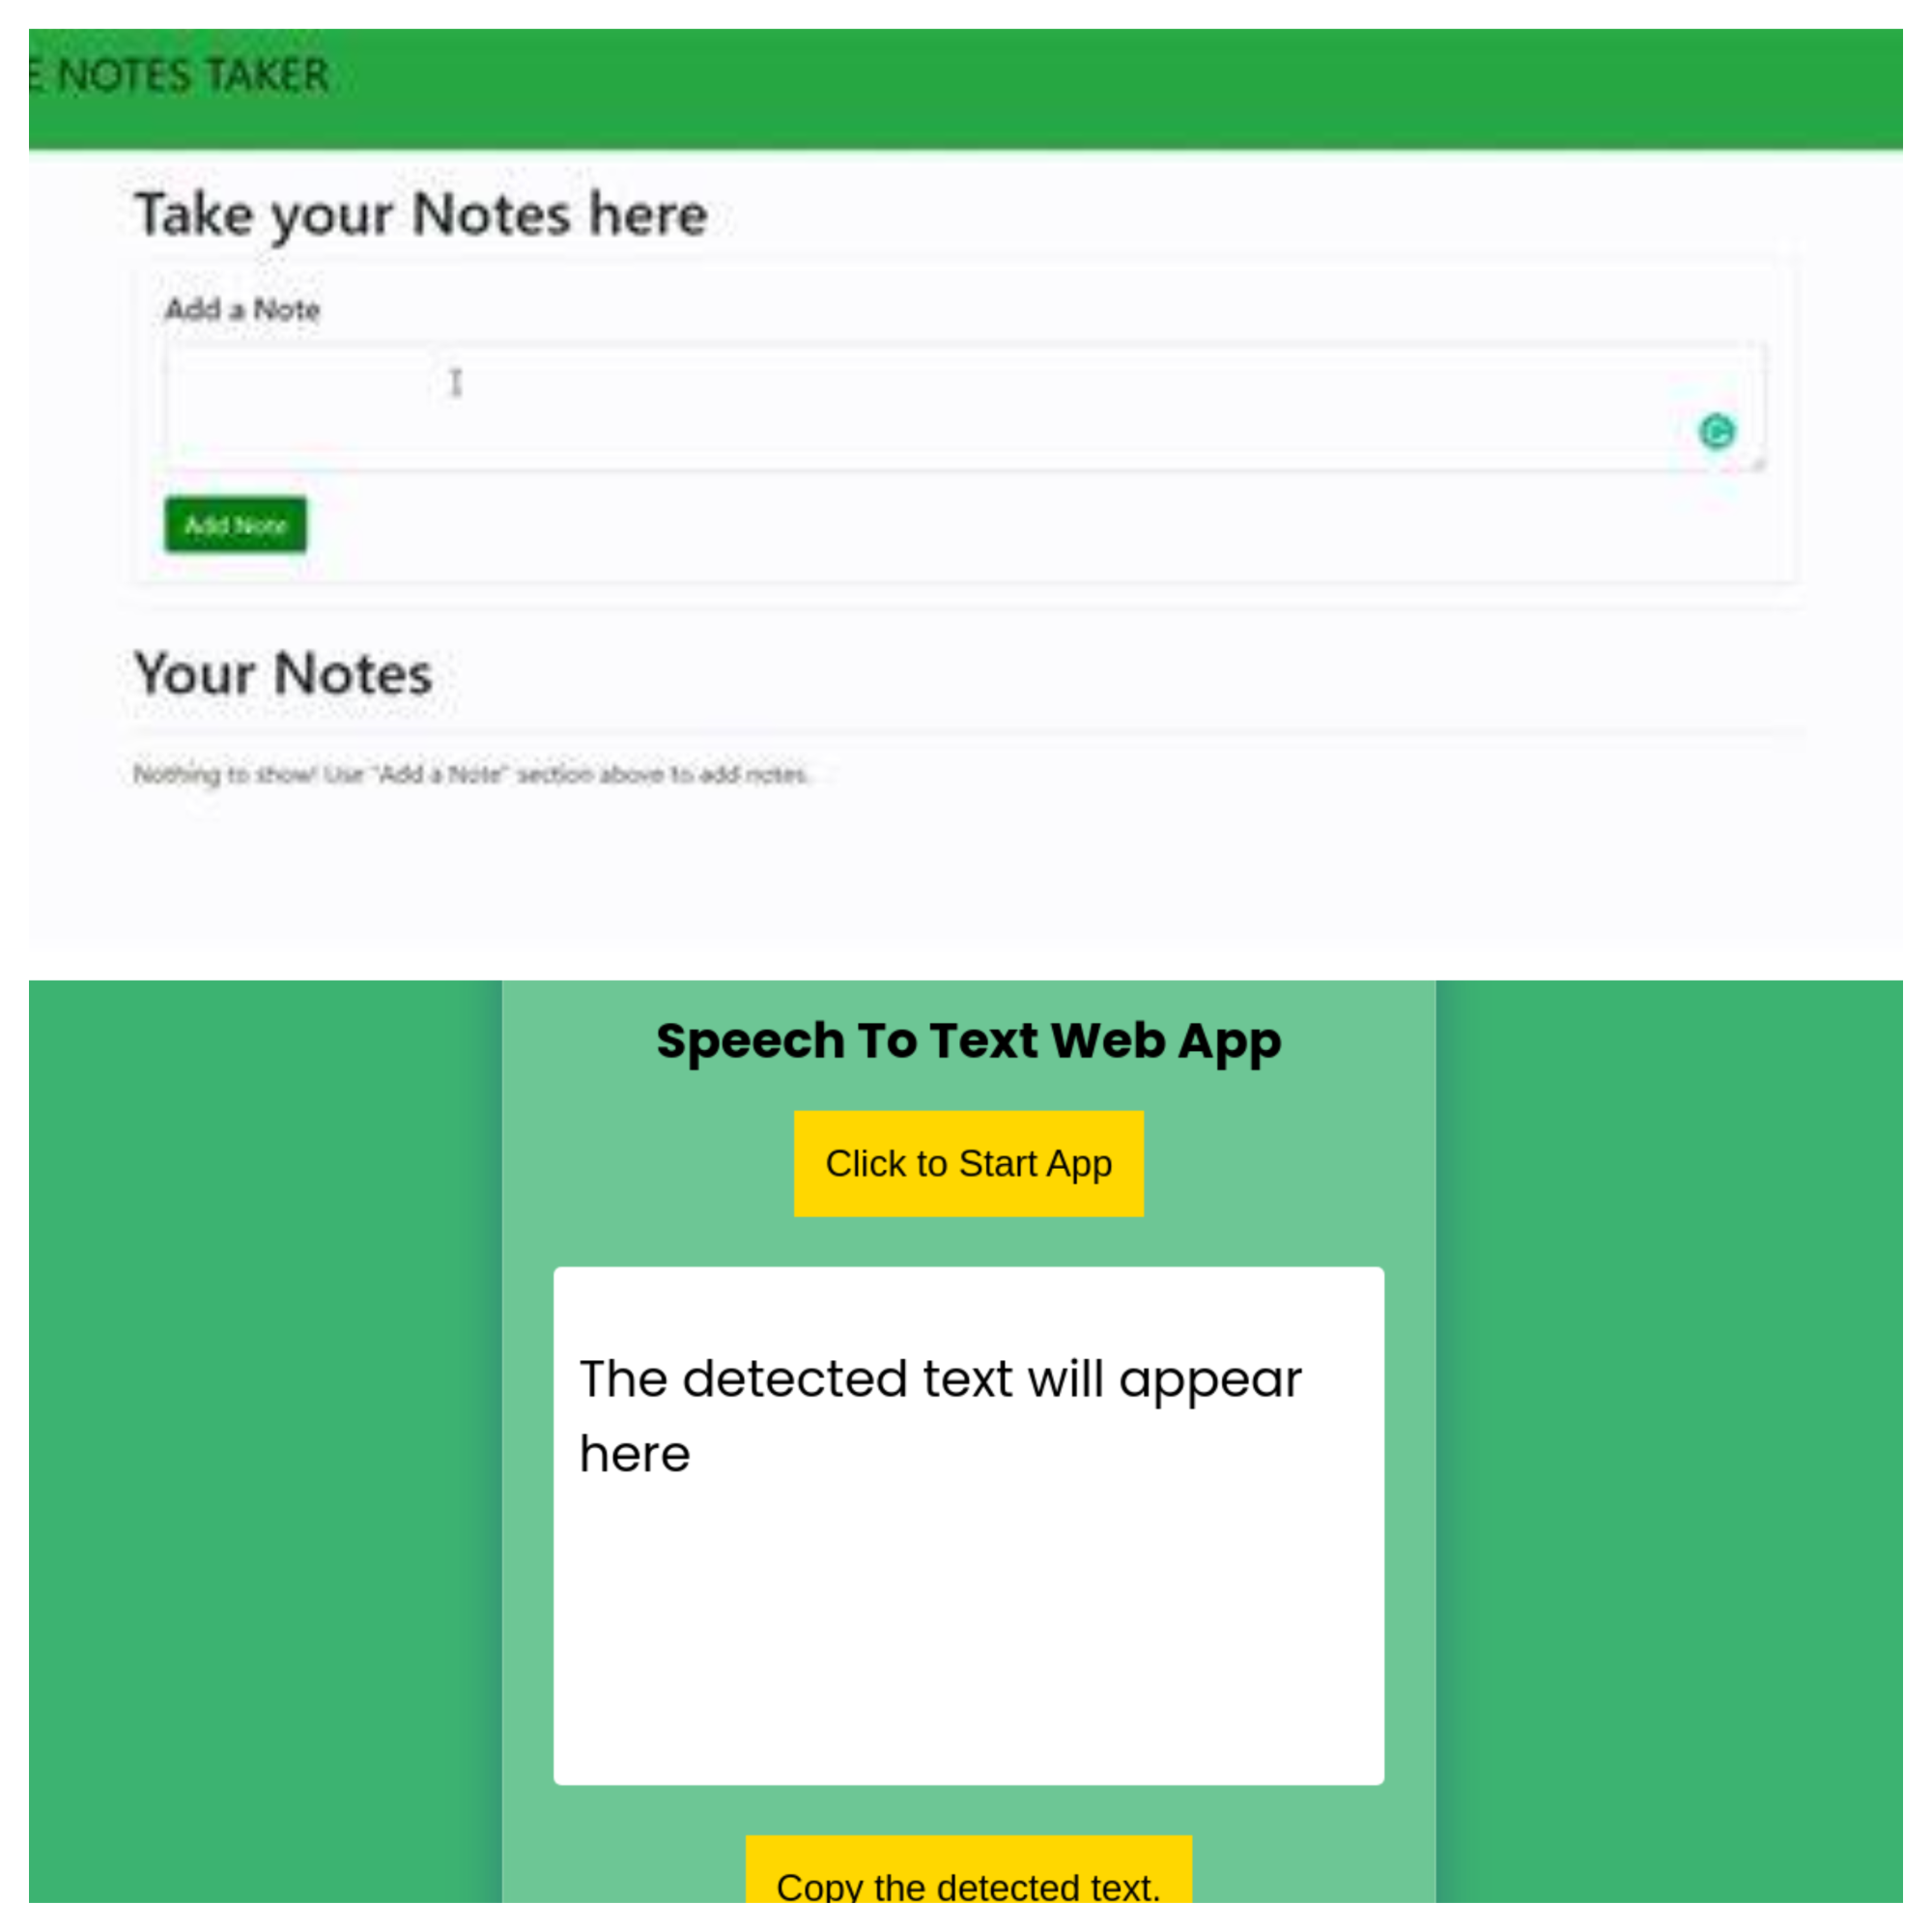 E NOTES TAKER
Take your Notes here
Add a Note
Add Note
Your Notes
Nothing to show! Use "Add a Note" section above to add notes.
Speech To Text Web App
Click to Start App
The detected text will appear
here
Copy the detected text.